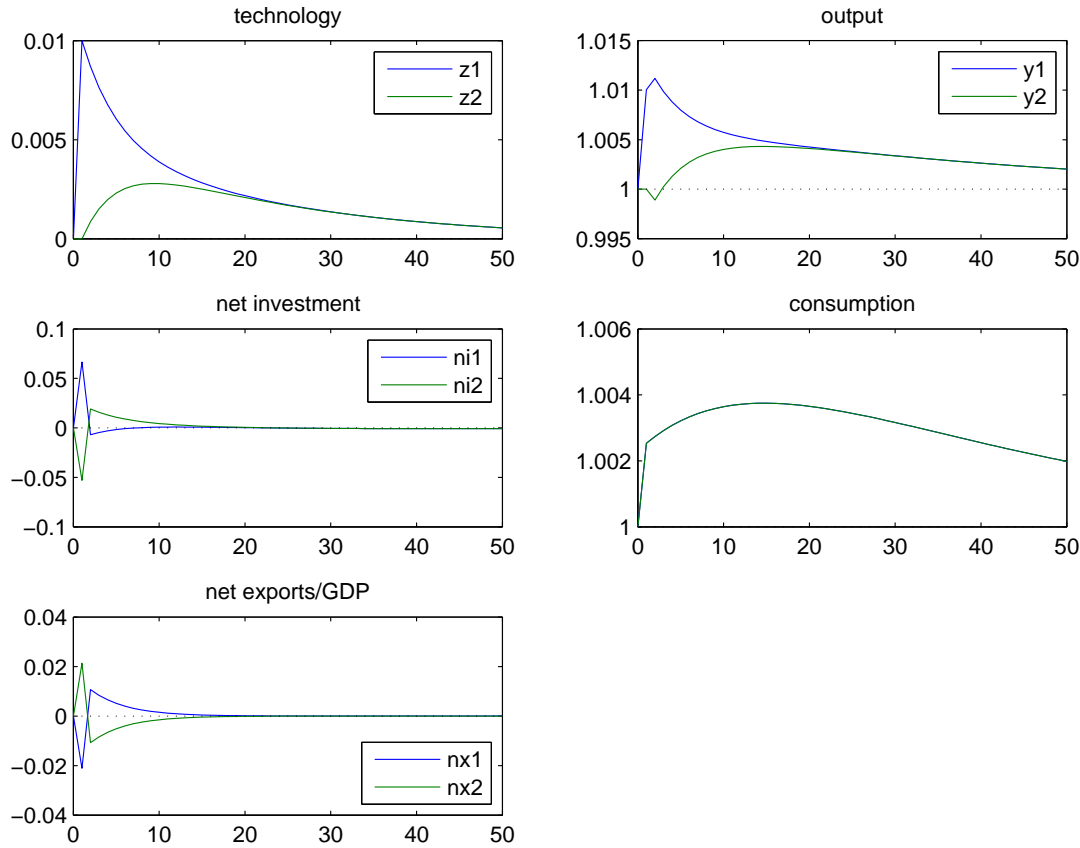 technology
0.01
0.005
0
0 10 20 30 40 50
z1
z2
output
1.015
1.01
1.005
1
0.995
0 10 20 30 40 50
y1
y2
net investment
0.1
0.05
0
−0.05
−0.1
0 10 20 30 40 50
ni1
ni2
consumption
1.006
1.004
1.002
1
0 10 20 30 40 50
net exports/GDP
0.04
0.02
0
−0.02
−0.04
0 10 20 30 40 50
nx1
nx2